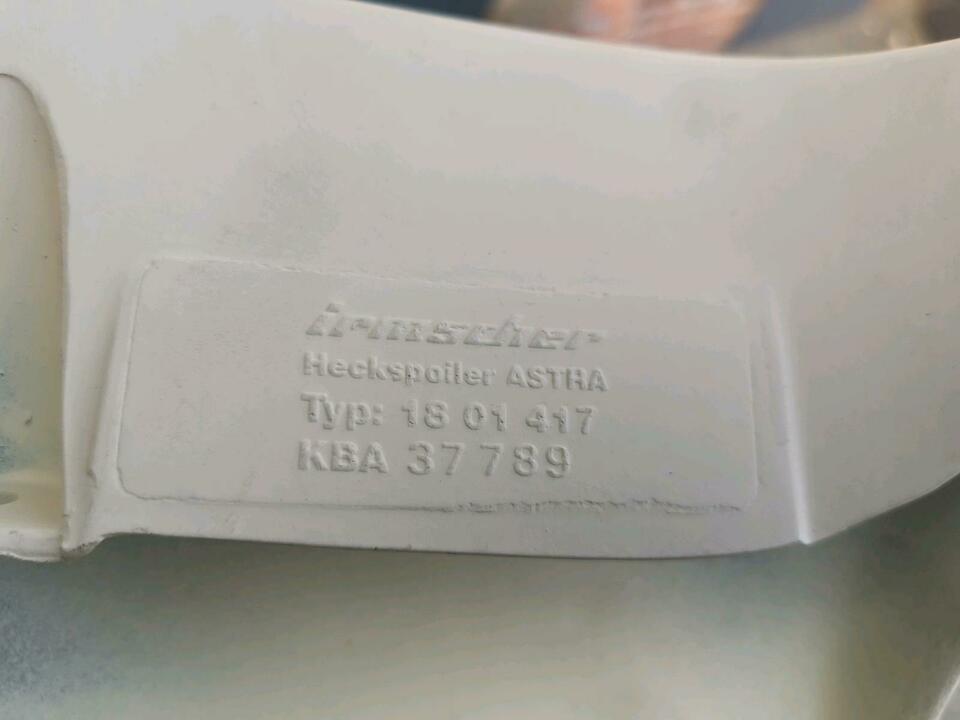 irmscher
Heckspoiler ASTRA
Typ: 18 01 417
KBA 37789